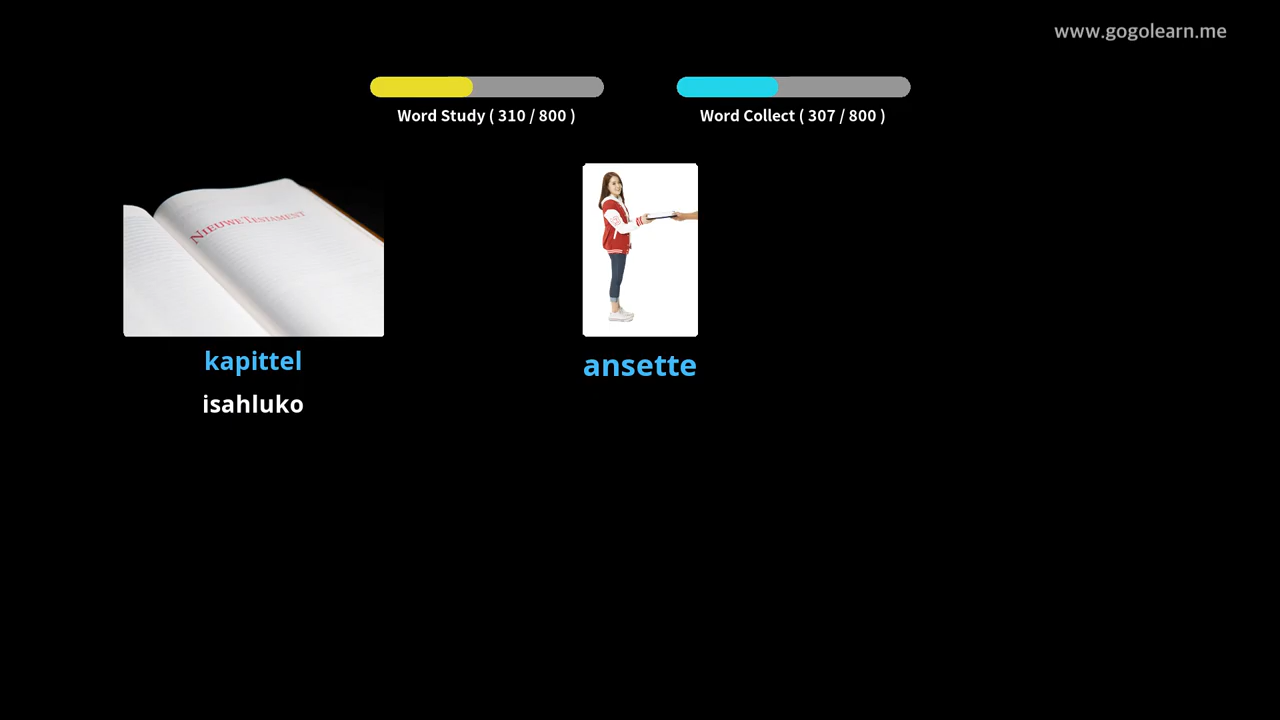 www.gogolearn.me
Word Study ( 310 / 800 )
Word Collect ( 307 / 800 )
NIEUWE TESTAMENT
kapittel
isahluko
ansette